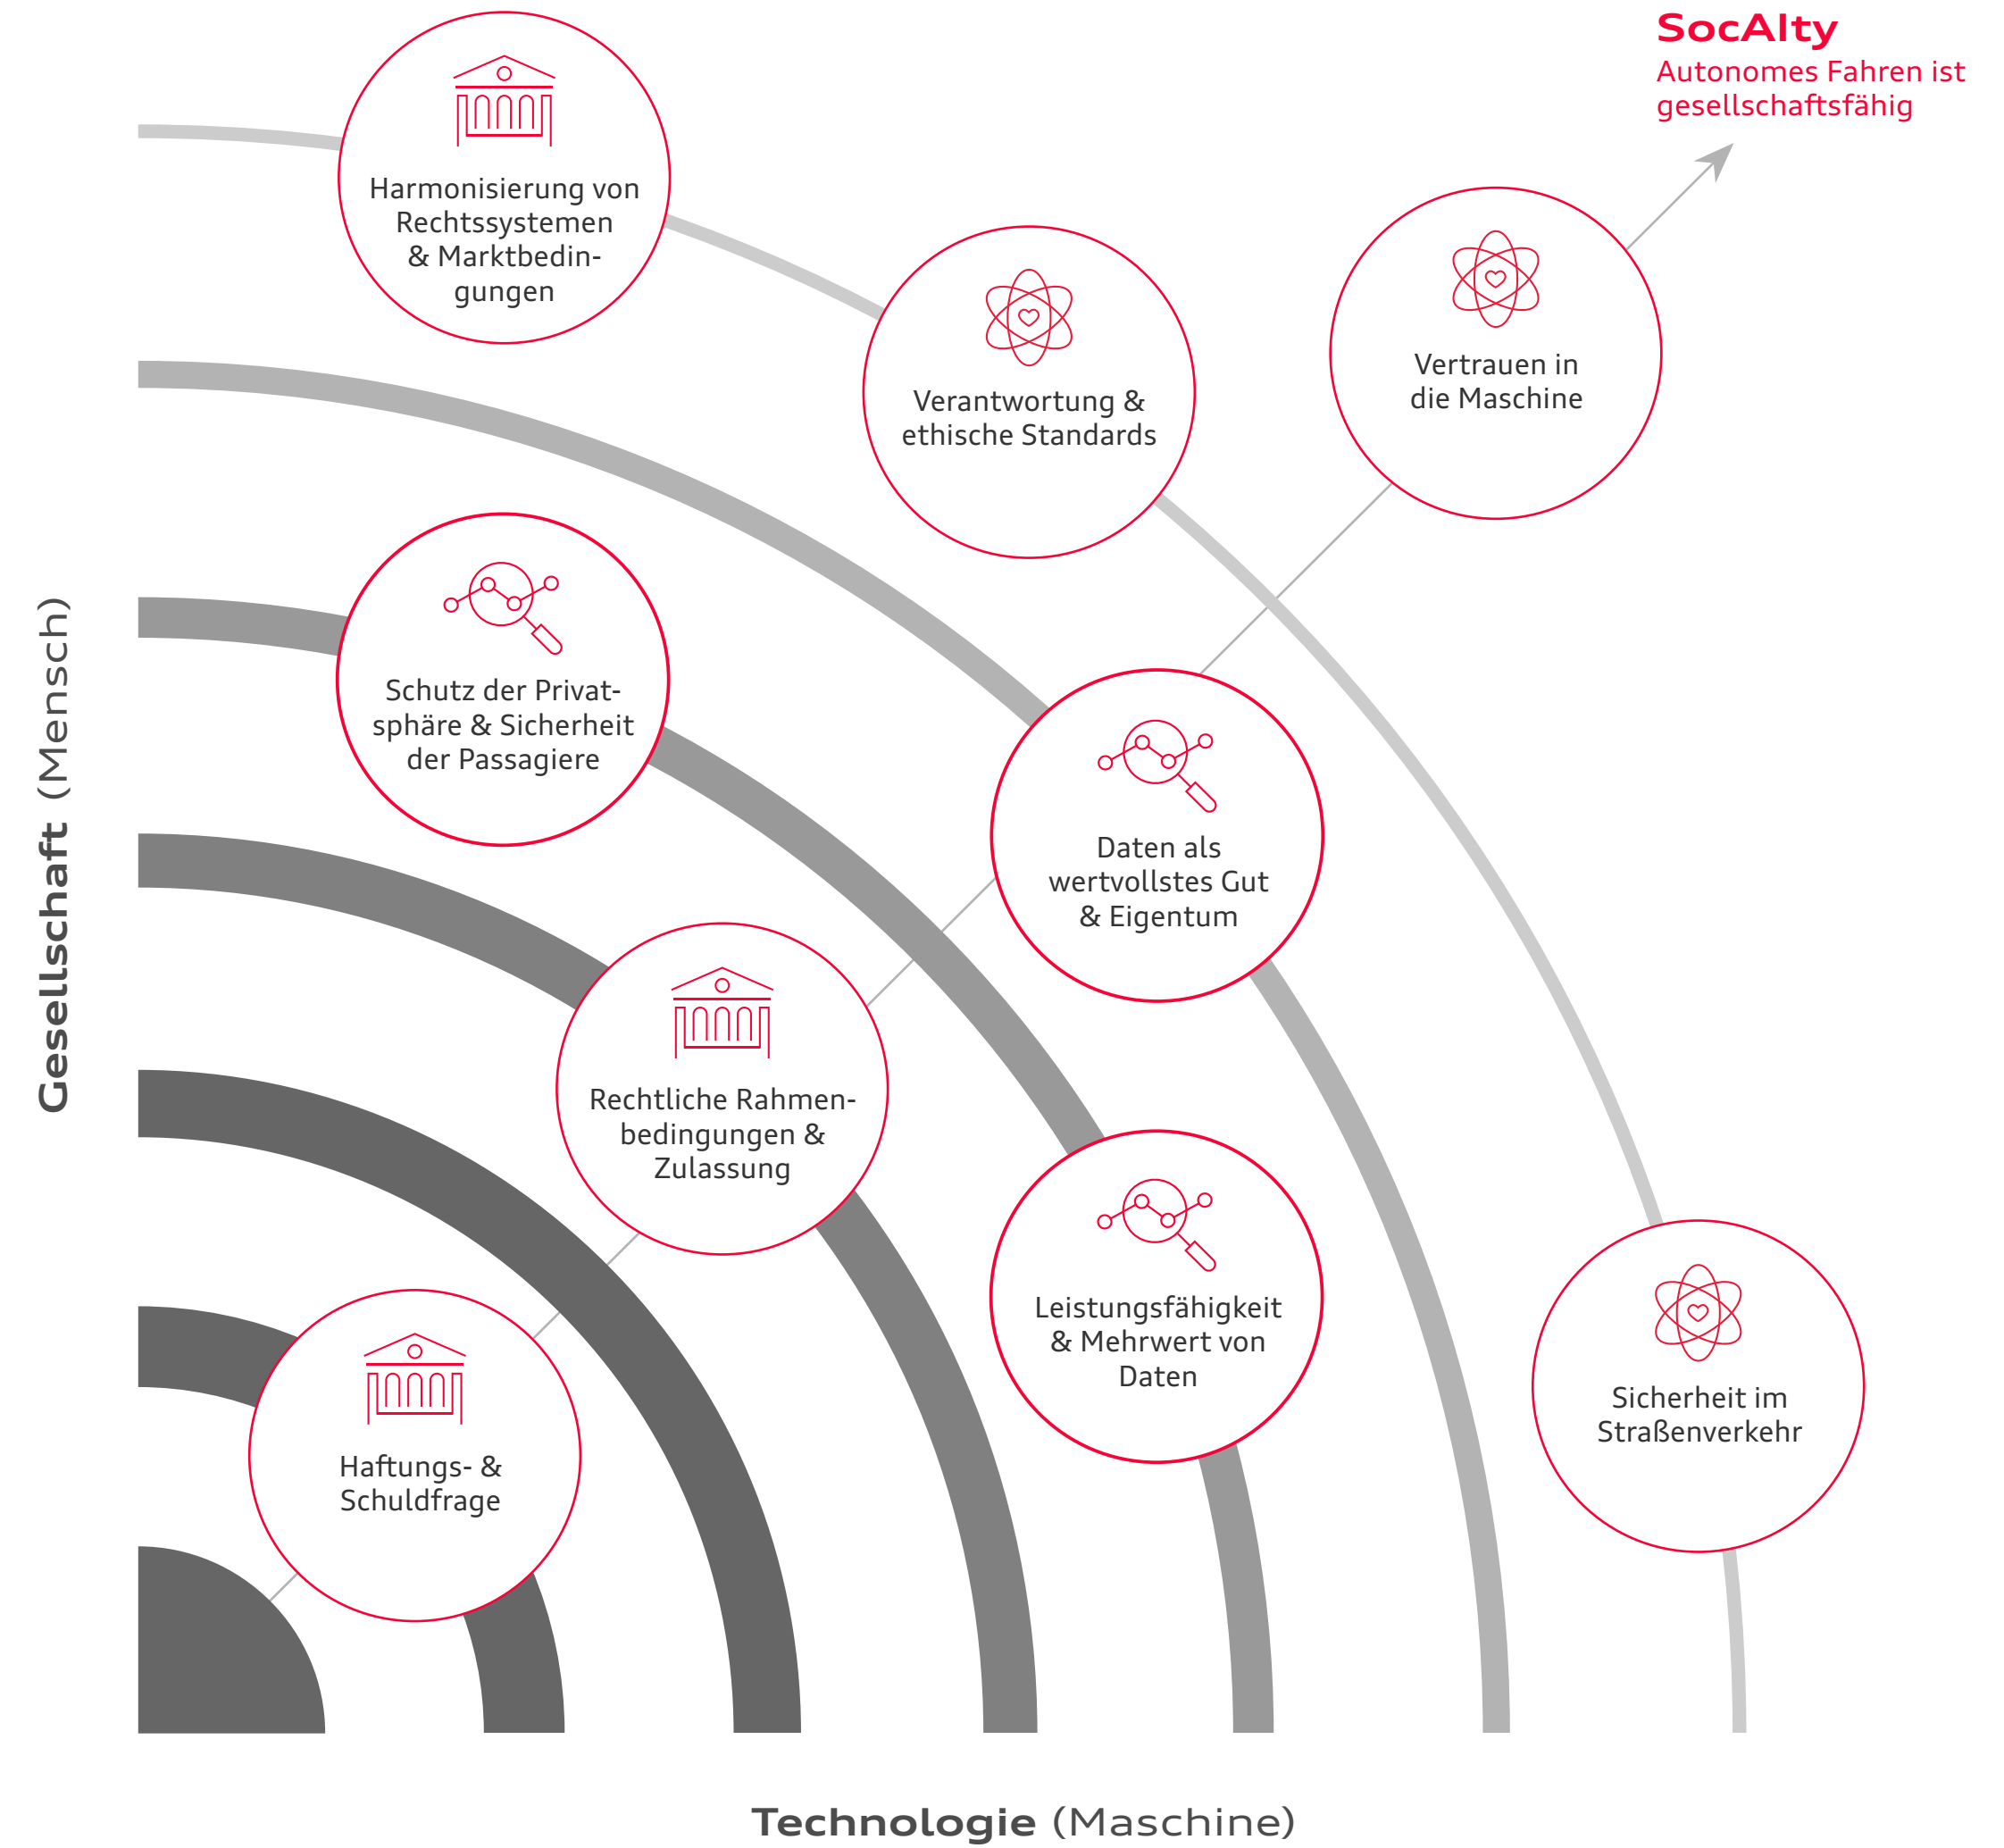 SocAIty
Autonomes Fahren ist
gesellschaftsfähig
Harmonisierung von
Rechtssystemen
& Marktbedin-
gungen
Verantwortung &
ethische Standards
Vertrauen in
die Maschine
Schutz der Privat-
sphäre & Sicherheit
der Passagiere
Daten als
wertvollstes Gut
& Eigentum
Rechtliche Rahmen-
bedingungen &
Zulassung
Leistungsfähigkeit
& Mehrwert von
Daten
Sicherheit im
Straßenverkehr
Haftungs- &
Schuldfrage
Gesellschaft (Mensch)
Technologie (Maschine)